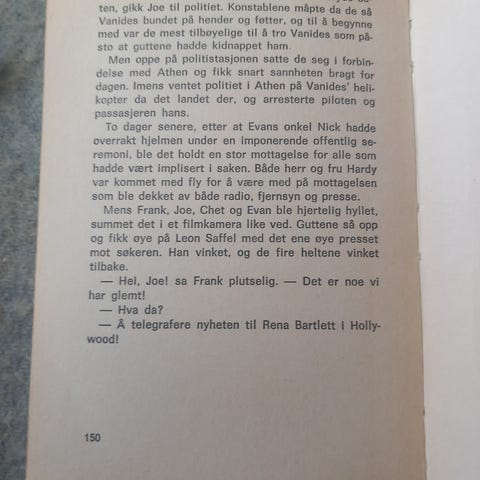 ten, gikk Joe til politiet. Konstablene måpte da de så
Vanides bundet på hender og føtter, og til å begynne
med var de mest tilbøyelige til å tro Vanides som på-
sto at guttene hadde kidnappet ham.
Men oppe på politistasjonen satte de seg i forbin-
delse med Athen og fikk snart sannheten bragt for
dagen. Imens ventet politiet i Athen på Vanides' heli-
kopter da det landet der, og arresterte piloten og
passasjeren hans.
To dager senere, etter at Evans onkel Nick hadde
overrakt hjelmen under en imponerende offentlig se-
remoni, ble det holdt en stor mottagelse for alle som
hadde vært implisert i saken. Både herr og fru Hardy
var kommet med fly for å være med på mottagelsen
som ble dekket av både radio, fjernsyn og presse.
Mens Frank, Joe, Chet og Evan ble hjertelig hyllet,
summet det i et filmkamera like ved. Guttene så opp
og fikk øye på Leon Saffel med det ene øye presset
mot søkeren. Han vinket, og de fire heltene vinket
tilbake.
— Hei, Joe! sa Frank plutselig. — Det er noe vi
har glemt!
— Hva da?
— Å telegrafere nyheten til Rena Bartlett i Holly-
wood!
150